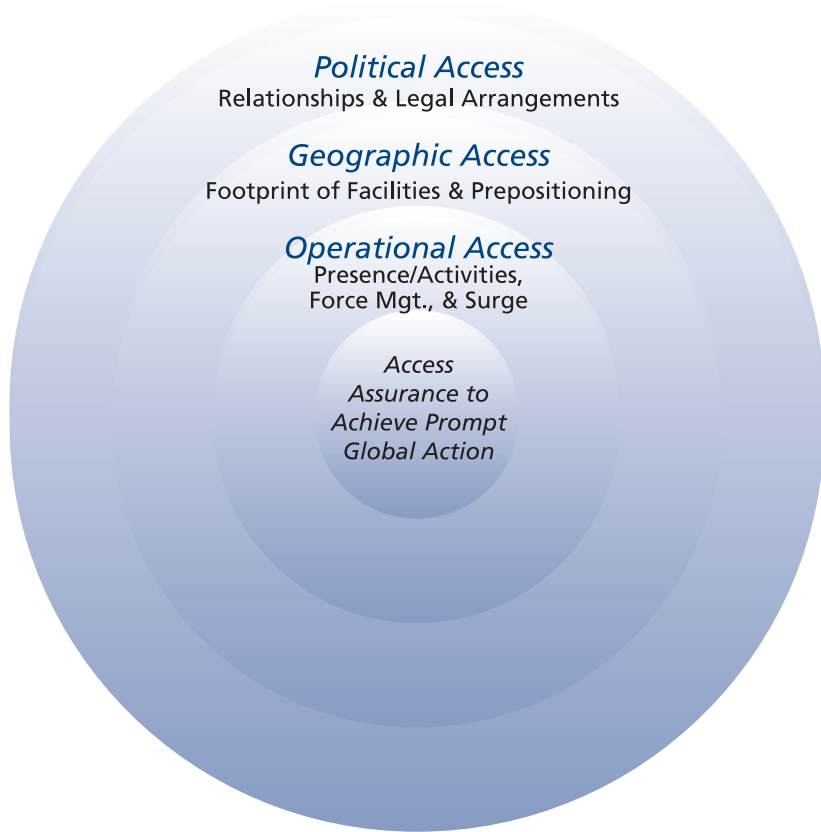 Political Access
Relationships & Legal Arrangements
Geographic Access
Footprint of Facilities & Prepositioning
Operational Access
Presence/Activities,
Force Mgt., & Surge
Access
Assurance to
Achieve Prompt
Global Action